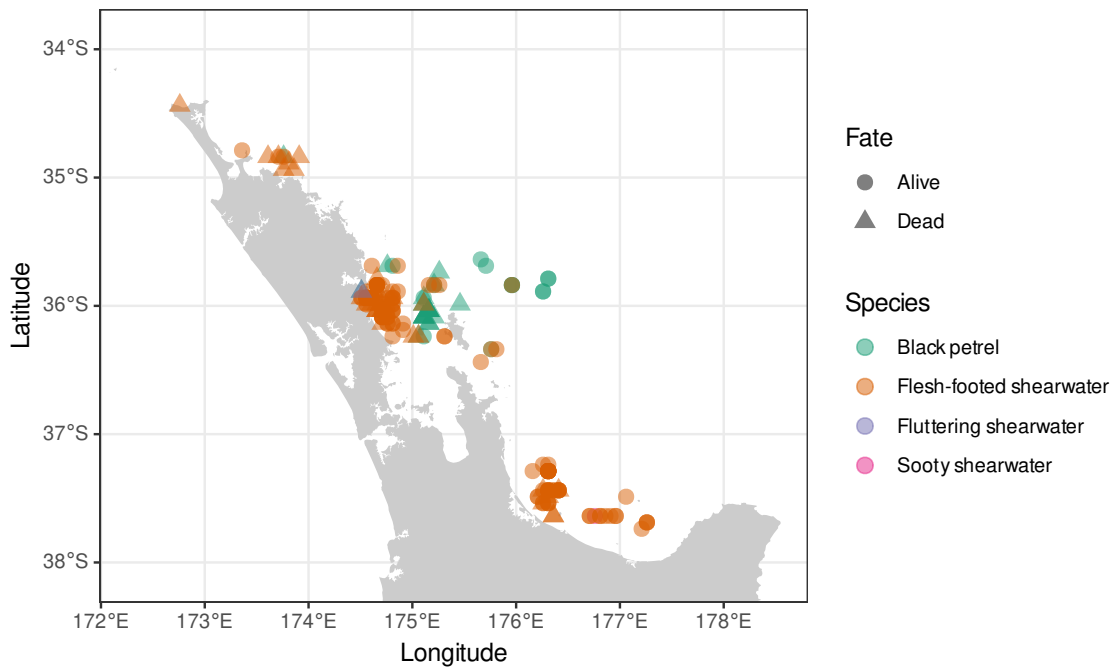 34°S
35°S
36°S
37°S
38°S
Latitude
172°E 173°E 174°E 175°E 176°E 177°E 178°E
Longitude
Fate
Alive
Dead
Species
Black petrel
Flesh-footed shearwater
Fluttering shearwater
Sooty shearwater